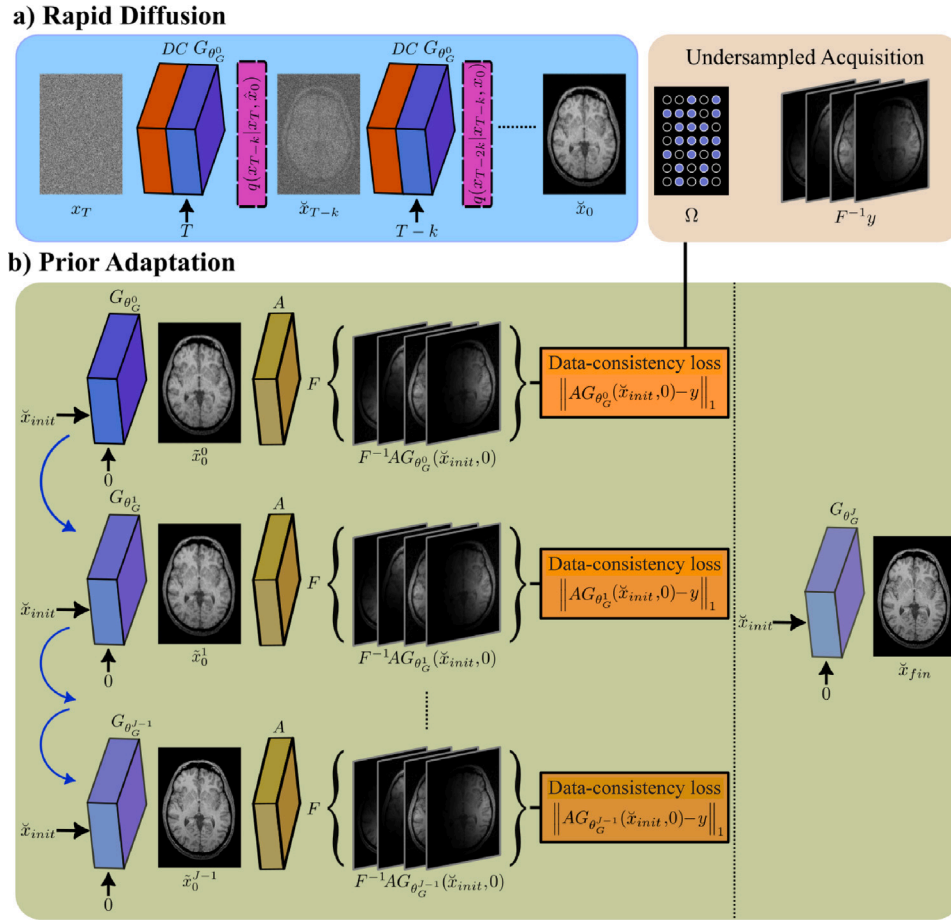 a) Rapid Diffusion
DC G_{θ_G^0}
DC G_{θ_G^0}
q(x_{T−k}|x_T, x̂_0)
q(x_{T−2k}|x_{T−k}, x_0)
x_T
T
x̆_{T−k}
T − k
x̆_0
Undersampled Acquisition
Ω
F^{−1}y
b) Prior Adaptation
G_{θ_G^0}
A
x̆_{init}
0
x̃_0^0
F
F^{−1}AG_{θ_G^0}(x̆_{init}, 0)
Data-consistency loss
‖AG_{θ_G^0}(x̆_{init}, 0)−y‖_1
G_{θ_G^1}
A
x̆_{init}
0
x̃_0^1
F
F^{−1}AG_{θ_G^1}(x̆_{init}, 0)
Data-consistency loss
‖AG_{θ_G^1}(x̆_{init}, 0)−y‖_1
G_{θ_G^{J−1}}
A
x̆_{init}
0
x̃_0^{J−1}
F
F^{−1}AG_{θ_G^{J−1}}(x̆_{init}, 0)
Data-consistency loss
‖AG_{θ_G^{J−1}}(x̆_{init}, 0)−y‖_1
G_{θ_G^J}
x̆_{init}
0
x̆_{fin}